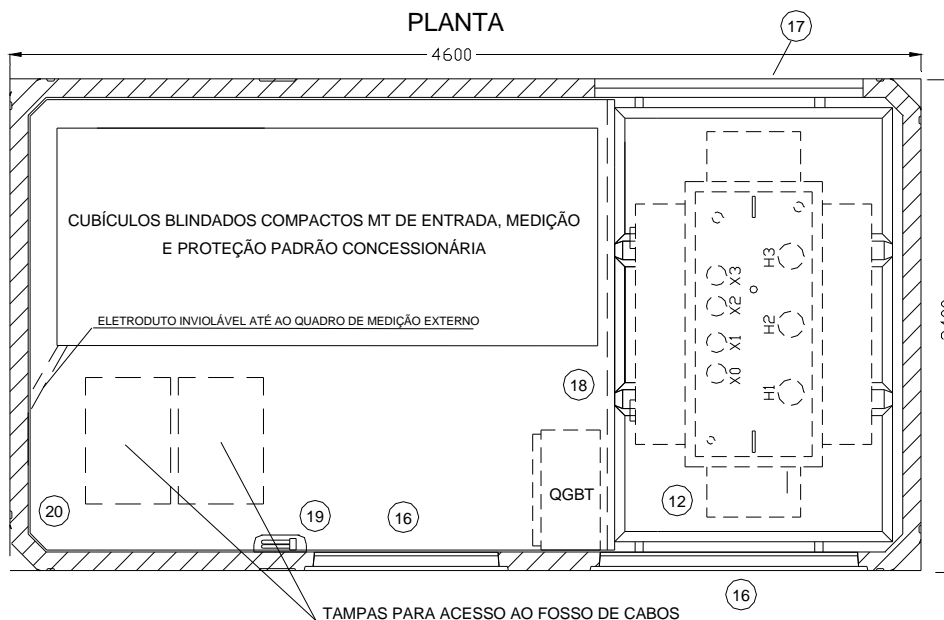 PLANTA
17
4600
CUBÍCULOS BLINDADOS COMPACTOS MT DE ENTRADA, MEDIÇÃO
E PROTEÇÃO PADRÃO CONCESSIONÁRIA
ELETRODUTO INVIOLÁVEL ATÉ AO QUADRO DE MEDIÇÃO EXTERNO
X3
X2
X1
X0
H3
H2
H1
18
QGBT
12
20
19
16
16
TAMPAS PARA ACESSO AO FOSSO DE CABOS